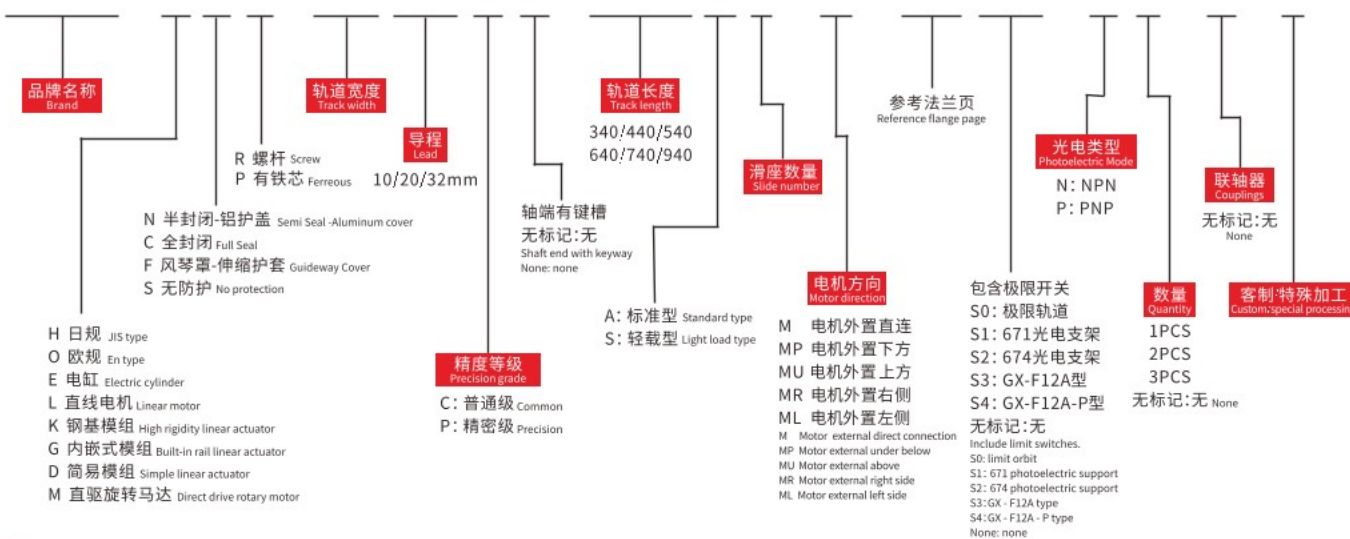 品牌名称
Brand
轨道宽度
Track width
导程
Lead
10/20/32mm
轨道长度
Track length
340/440/540
640/740/940
滑座数量
Slide number
参考法兰页
Reference flange page
光电类型
Photoelectric Mode
N: NPN
P: PNP
联轴器
Couplings
无标记:无
None
R 螺杆 Screw
P 有铁芯 Ferreous
N 半封闭-铝护盖 Semi Seal -Aluminum cover
C 全封闭 Full Seal
F 风琴罩-伸缩护套 Guideway Cover
S 无防护 No protection
轴端有键槽
无标记:无
Shaft end with keyway
None: none
H 日规 JIS type
O 欧规 En type
E 电缸 Electric cylinder
L 直线电机 Linear motor
K 钢基模组 High rigidity linear actuator
G 内嵌式模组 Built-in rail linear actuator
D 简易模组 Simple linear actuator
M 直驱旋转马达 Direct drive rotary motor
精度等级
Precision grade
C: 普通级 Common
P: 精密级 Precision
A: 标准型 Standard type
S: 轻载型 Light load type
电机方向
Motor direction
M 电机外置直连
MP 电机外置下方
MU 电机外置上方
MR 电机外置右侧
ML 电机外置左侧
M Motor external direct connection
MP Motor external under below
MU Motor external above
MR Motor external right side
ML Motor external left side
包含极限开关
S0: 极限轨道
S1: 671光电支架
S2: 674光电支架
S3: GX-F12A型
S4: GX-F12A-P型
无标记:无
Include limit switches.
S0: limit orbit
S1: 671 photoelectric support
S2: 674 photoelectric support
S3:GX - F12A type
S4:GX - F12A - P type
None: none
数量
Quantity
1PCS
2PCS
3PCS
无标记:无 None
客制:特殊加工
Custom:special processing